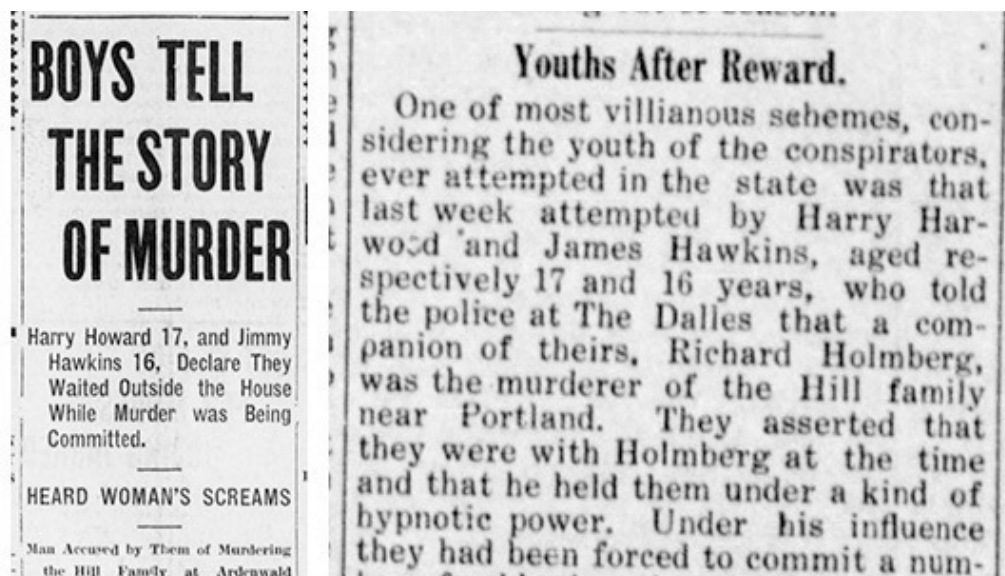 BOYS TELL
THE STORY
OF MURDER
Harry Howard 17, and Jimmy
Hawkins 16, Declare They
Waited Outside the House
While Murder was Being
Committed.
HEARD WOMAN'S SCREAMS
Man Accused by Them of Murdering
the Hill Family at Ardenwald
Youths After Reward.
One of most villianous schemes, con-
sidering the youth of the conspirators,
ever attempted in the state was that
last week attempted by Harry Har-
wood and James Hawkins, aged re-
spectively 17 and 16 years, who told
the police at The Dalles that a com-
panion of theirs, Richard Holmberg,
was the murderer of the Hill family
near Portland. They asserted that
they were with Holmberg at the time
and that he held them under a kind of
hypnotic power. Under his influence
they had been forced to commit a num-